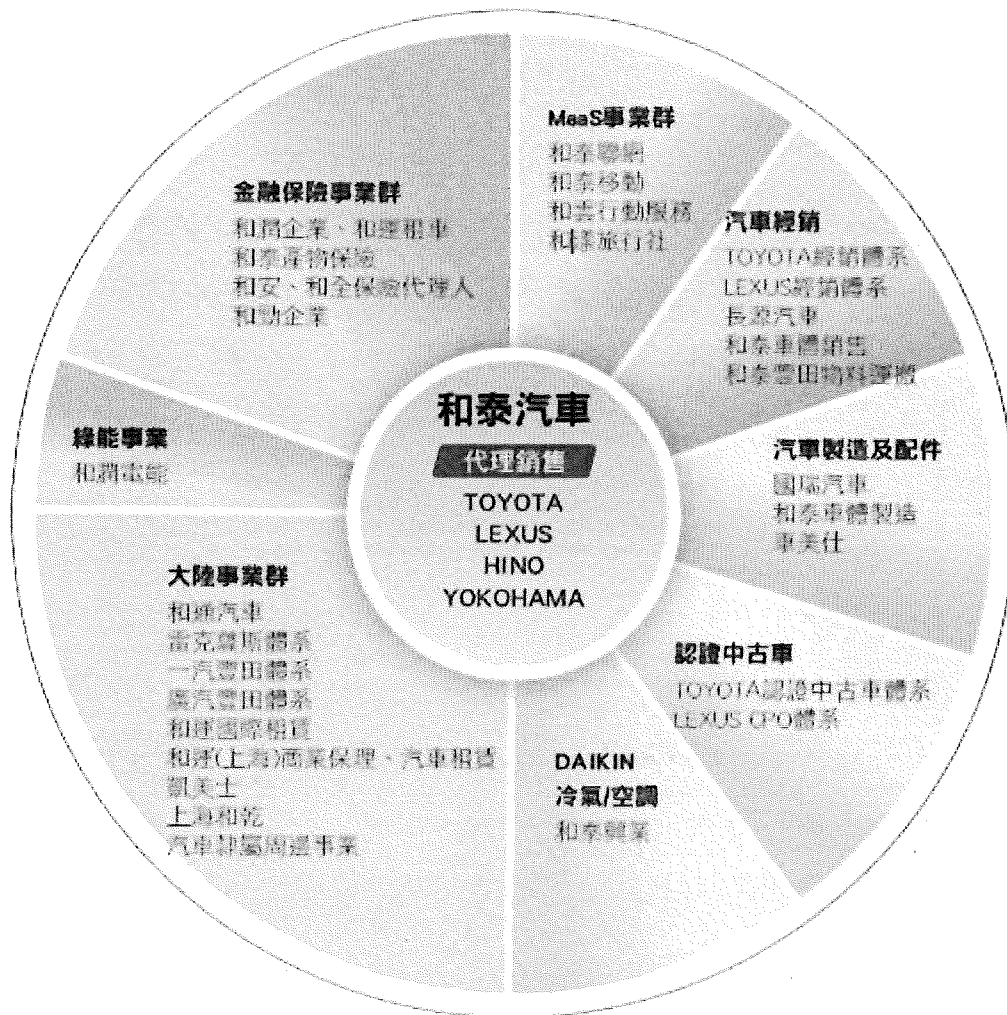 和泰汽車
代理銷售
TOYOTA
LEXUS
HINO
YOKOHAMA
MaaS事業群
和泰聯網
和泰移動
和雲行動服務
旅行社
汽車經銷
TOYOTA經銷體系
LEXUS經銷體系
長源汽車
和泰車體銷售
和泰豐田物料運搬
汽車製造及配件
國瑞汽車
和泰車體製造
車美仕
認證中古車
TOYOTA認證中古車體系
LEXUS CPO體系
DAIKIN
冷氣/空調
和泰興業
大陸事業群
和通汽車
雷克薩斯體系
一汽豐田體系
廣汽豐田體系
和運國際租賃
和運(上海)商業保理、汽車租賃
凱美士
上海和乾
汽車隸屬周邊事業
綠能事業
和潤電能
金融保險事業群
和潤企業、和運租車
和泰產物保險
和安、和全保險代理人
和勁企業